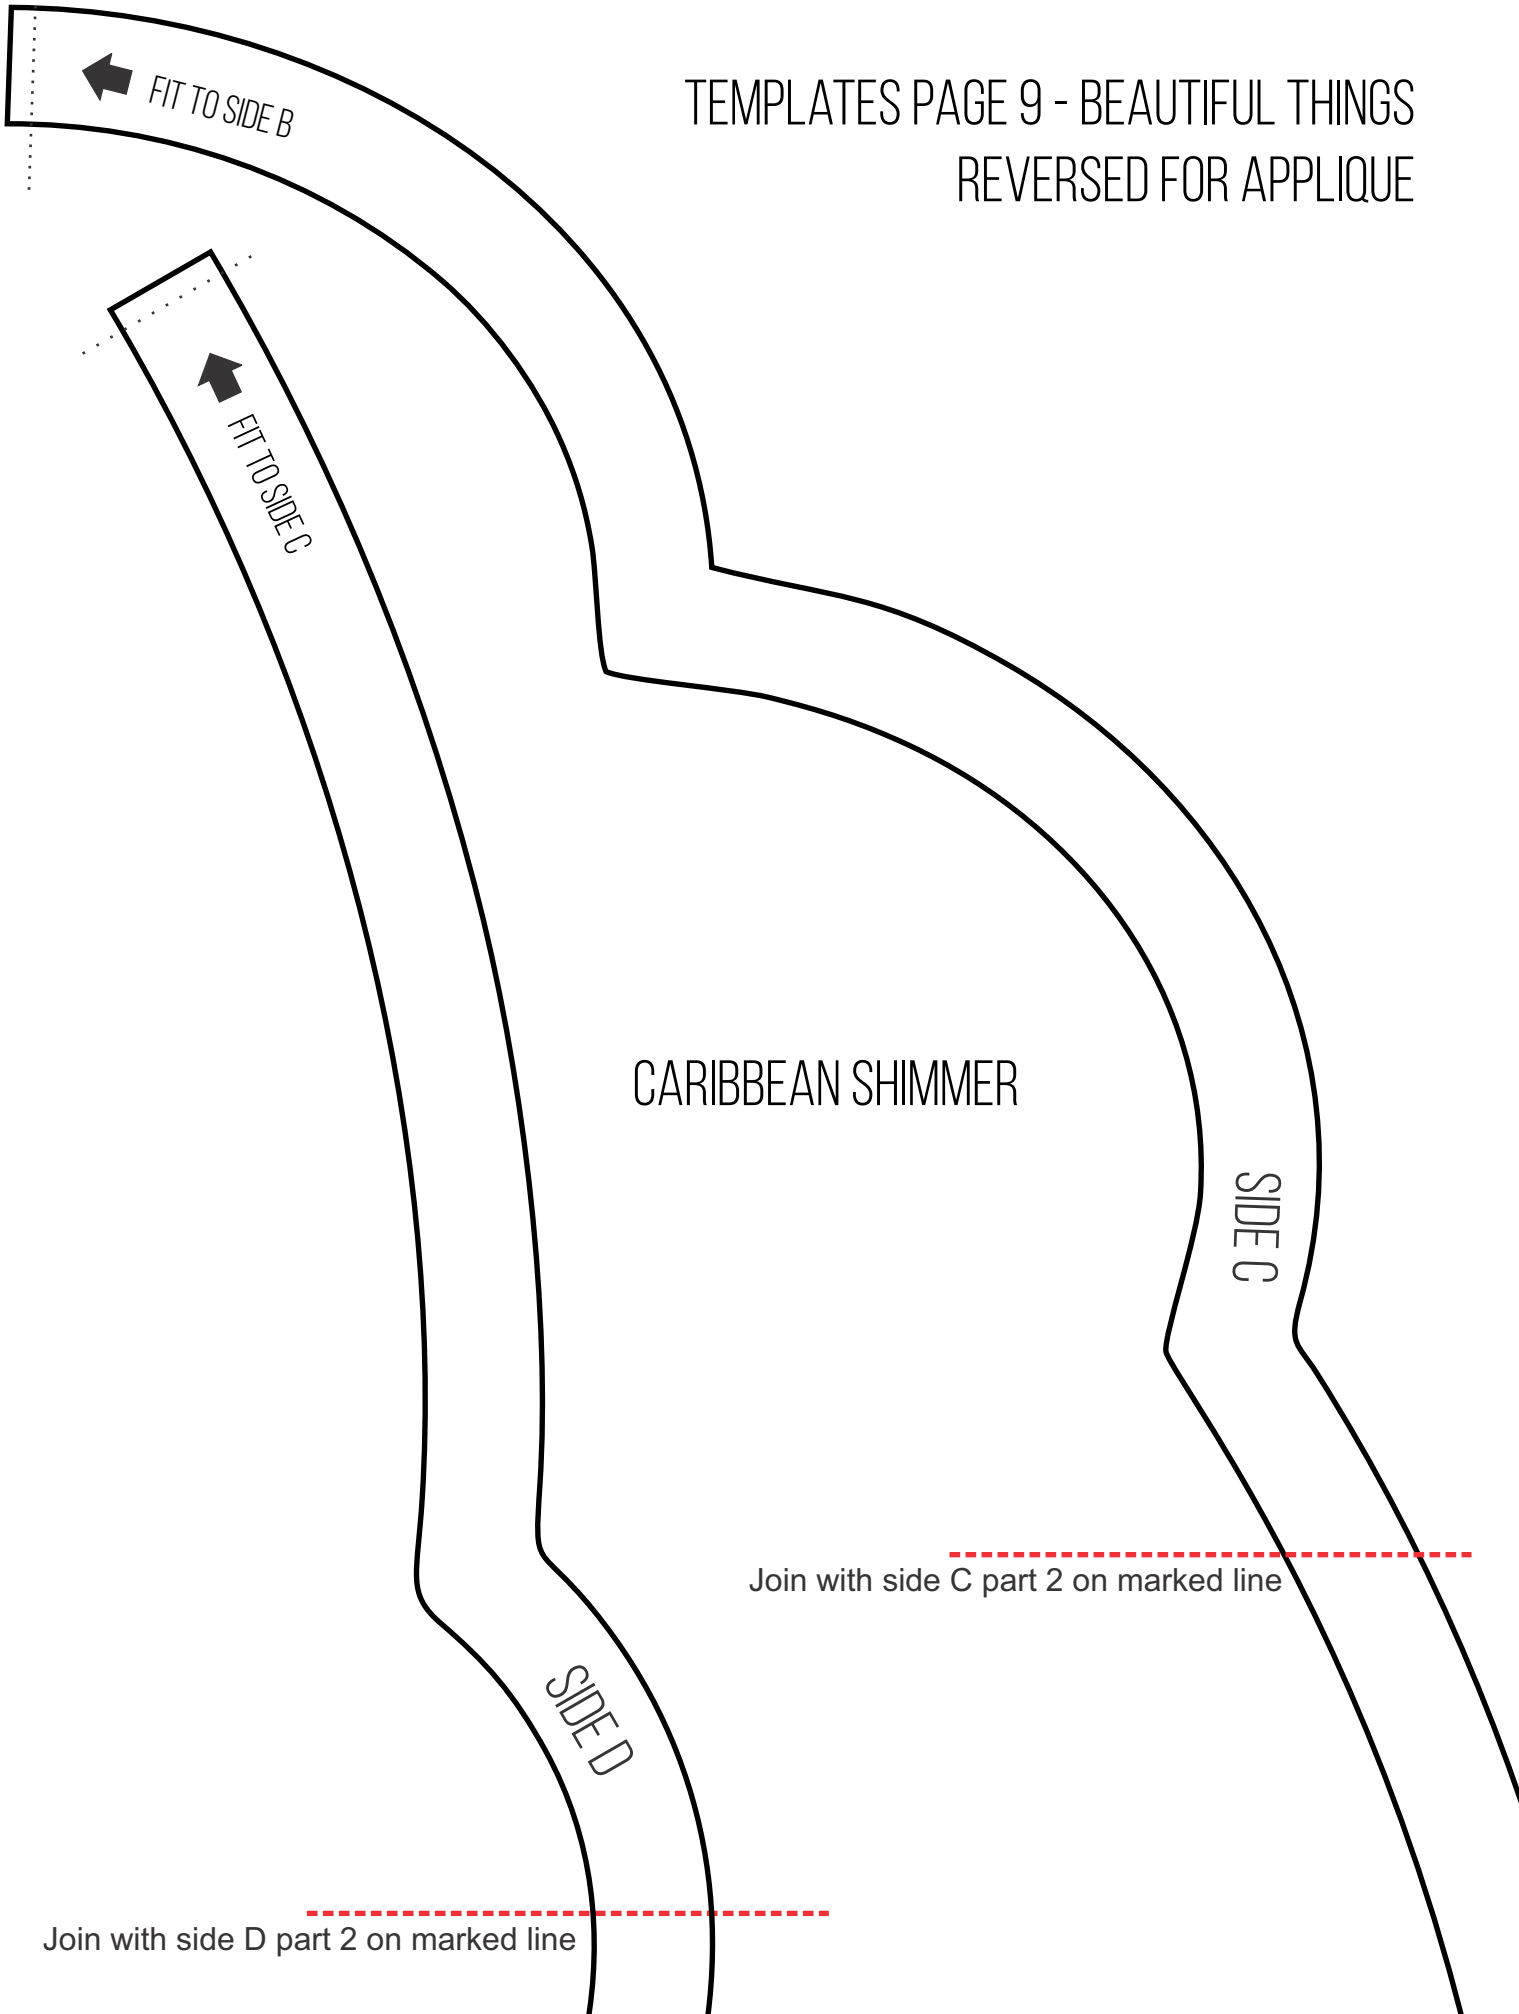 TEMPLATES PAGE 9 - BEAUTIFUL THINGS
REVERSED FOR APPLIQUE
FIT TO SIDE B
FIT TO SIDE C
CARIBBEAN SHIMMER
SIDE C
Join with side C part 2 on marked line
SIDE D
Join with side D part 2 on marked line